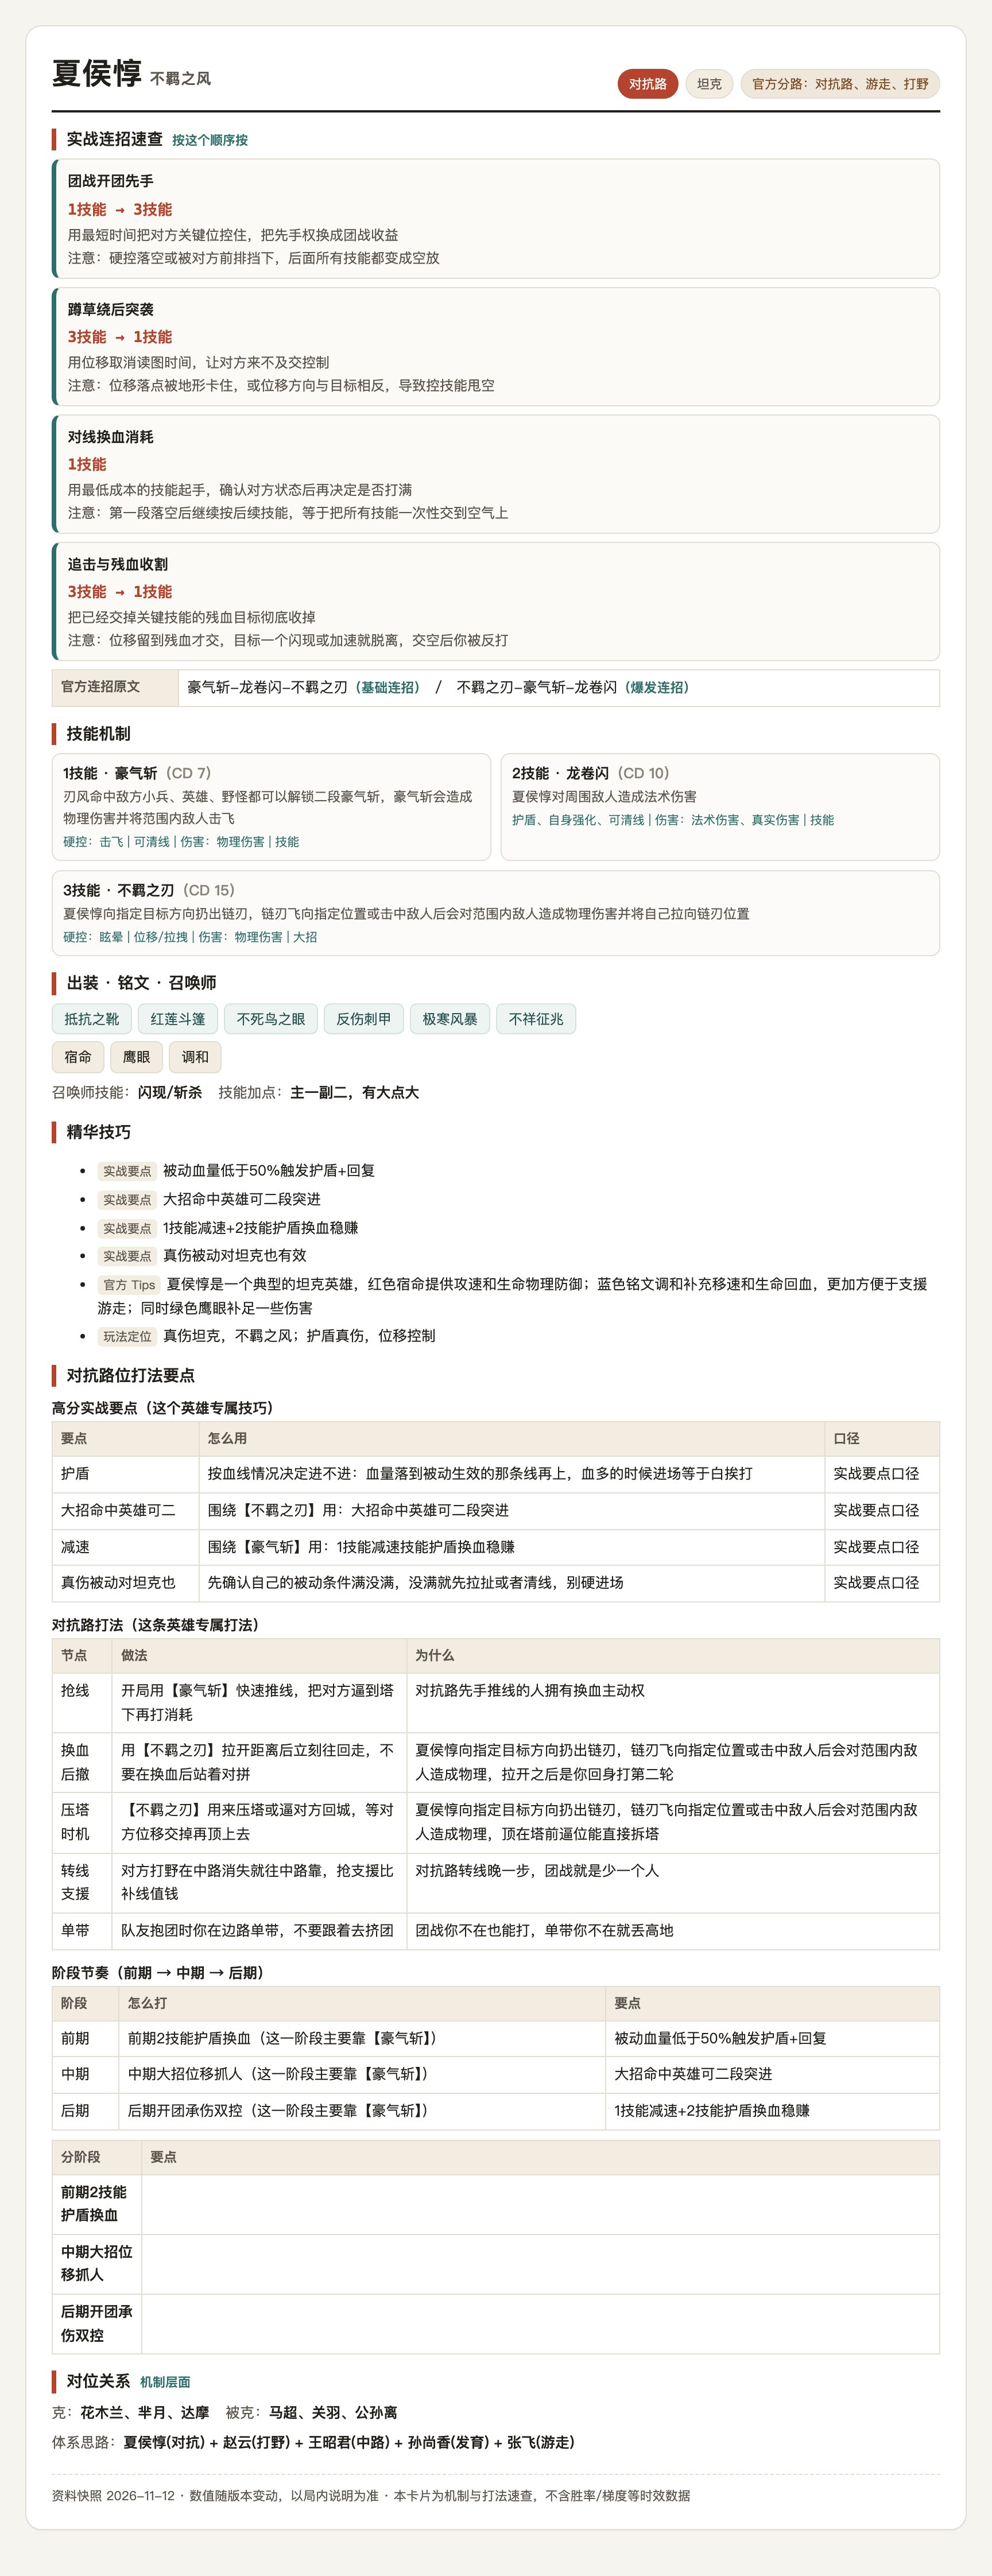 夏侯惇 不羁之风
对抗路 坦克 官方分路：对抗路、游走、打野
实战连招速查 按这个顺序按
团战开团先手
1技能 → 3技能
用最短时间把对方关键位控住，把先手权换成团战收益
注意：硬控落空或被对方前排挡下，后面所有技能都变成空放
蹲草绕后突袭
3技能 → 1技能
用位移取消读图时间，让对方来不及交控制
注意：位移落点被地形卡住，或位移方向与目标相反，导致控技能甩空
对线换血消耗
1技能
用最低成本的技能起手，确认对方状态后再决定是否打满
注意：第一段落空后继续按后续技能，等于把所有技能一次性交到空气上
追击与残血收割
3技能 → 1技能
把已经交掉关键技能的残血目标彻底收掉
注意：位移留到残血才交，目标一个闪现或加速就脱离，交空后你被反打
官方连招原文 豪气斩–龙卷闪–不羁之刃（基础连招） / 不羁之刃–豪气斩–龙卷闪（爆发连招）
技能机制
1技能 · 豪气斩（CD 7）
刃风命中敌方小兵、英雄、野怪都可以解锁二段豪气斩，豪气斩会造成
物理伤害并将范围内敌人击飞
硬控：击飞 | 可清线 | 伤害：物理伤害 | 技能
2技能 · 龙卷闪（CD 10）
夏侯惇对周围敌人造成法术伤害
护盾、自身强化、可清线 | 伤害：法术伤害、真实伤害 | 技能
3技能 · 不羁之刃（CD 15）
夏侯惇向指定目标方向扔出链刃，链刃飞向指定位置或击中敌人后会对范围内敌人造成物理伤害并将自己拉向链刃位置
硬控：眩晕 | 位移/拉拽 | 伤害：物理伤害 | 大招
出装 · 铭文 · 召唤师
抵抗之靴 红莲斗篷 不死鸟之眼 反伤刺甲 极寒风暴 不祥征兆
宿命 鹰眼 调和
召唤师技能：闪现/斩杀 技能加点：主一副二，有大点大
精华技巧
• 实战要点 被动血量低于50%触发护盾+回复
• 实战要点 大招命中英雄可二段突进
• 实战要点 1技能减速+2技能护盾换血稳赚
• 实战要点 真伤被动对坦克也有效
• 官方 Tips 夏侯惇是一个典型的坦克英雄，红色宿命提供攻速和生命物理防御；蓝色铭文调和补充移速和生命回血，更加方便于支援
游走；同时绿色鹰眼补足一些伤害
• 玩法定位 真伤坦克，不羁之风；护盾真伤，位移控制
对抗路位打法要点
高分实战要点（这个英雄专属技巧）
要点 怎么用 口径
护盾 按血线情况决定进不进：血量落到被动生效的那条线再上，血多的时候进场等于白挨打 实战要点口径
大招命中英雄可二 围绕【不羁之刃】用：大招命中英雄可二段突进 实战要点口径
减速 围绕【豪气斩】用：1技能减速技能护盾换血稳赚 实战要点口径
真伤被动对坦克也 先确认自己的被动条件满没满，没满就先拉扯或者清线，别硬进场 实战要点口径
对抗路打法（这条英雄专属打法）
节点 做法 为什么
抢线 开局用【豪气斩】快速推线，把对方逼到塔
下再打消耗
对抗路先手推线的人拥有换血主动权
换血
后撤
用【不羁之刃】拉开距离后立刻往回走，不
要在换血后站着对拼
夏侯惇向指定目标方向扔出链刃，链刃飞向指定位置或击中敌人后会对范围内敌
人造成物理，拉开之后是你回身打第二轮
压塔
时机
【不羁之刃】用来压塔或逼对方回城，等对
方位移交掉再顶上去
夏侯惇向指定目标方向扔出链刃，链刃飞向指定位置或击中敌人后会对范围内敌
人造成物理，顶在塔前逼位能直接拆塔
转线
支援
对方打野在中路消失就往中路靠，抢支援比
补线值钱
对抗路转线晚一步，团战就是少一个人
单带 队友抱团时你在边路单带，不要跟着去挤团 团战你不在也能打，单带你不在就丢高地
阶段节奏（前期 → 中期 → 后期）
阶段 怎么打 要点
前期 前期2技能护盾换血（这一阶段主要靠【豪气斩】） 被动血量低于50%触发护盾+回复
中期 中期大招位移抓人（这一阶段主要靠【豪气斩】） 大招命中英雄可二段突进
后期 后期开团承伤双控（这一阶段主要靠【豪气斩】） 1技能减速+2技能护盾换血稳赚
分阶段 要点
前期2技能
护盾换血
中期大招位
移抓人
后期开团承
伤双控
对位关系 机制层面
克：花木兰、芈月、达摩 被克：马超、关羽、公孙离
体系思路：夏侯惇(对抗) + 赵云(打野) + 王昭君(中路) + 孙尚香(发育) + 张飞(游走)
资料快照 2026–11–12 · 数值随版本变动，以局内说明为准 · 本卡片为机制与打法速查，不含胜率/梯度等时效数据